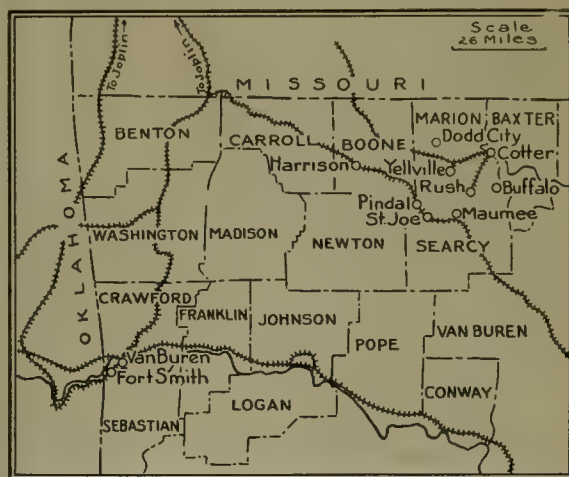 Scale
26 Miles
To Joplin
To Joplin
MISSOURI
OKLAHOMA
BENTON
CARROLL
BOONE
MARION
BAXTER
Dodd City
Cotter
Harrison
Yellville
Rush
Buffalo
Pindal
St. Joe
Maumee
WASHINGTON
MADISON
NEWTON
SEARCY
CRAWFORD
FRANKLIN
JOHNSON
POPE
VAN BUREN
Van Buren
Fort Smith
LOGAN
CONWAY
SEBASTIAN